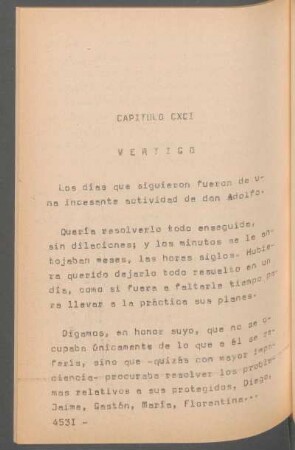 CAPITULO CXCI
V E R T I G O
Los días que siguieron fueron de u-
na incesante actividad de don Adolfo.
Quería resolverlo todo enseguida,
sin dilaciones; y los minutos se le an-
tojaban meses, las horas siglos. Hubie-
ra querido dejarlo todo resuelto en un
día, como si fuera a faltarle tiempo pa-
ra llevar a la práctica sus planes.
Digamos, en honor suyo, que no se o-
cupaba únicamente de lo que a él se re-
fería, sino que -quizás con mayor impa-
ciencia- procuraba resolver los proble-
mas relativos a sus protegidos, Diego,
Jaime, Gastón, María, Florentina...
453I -